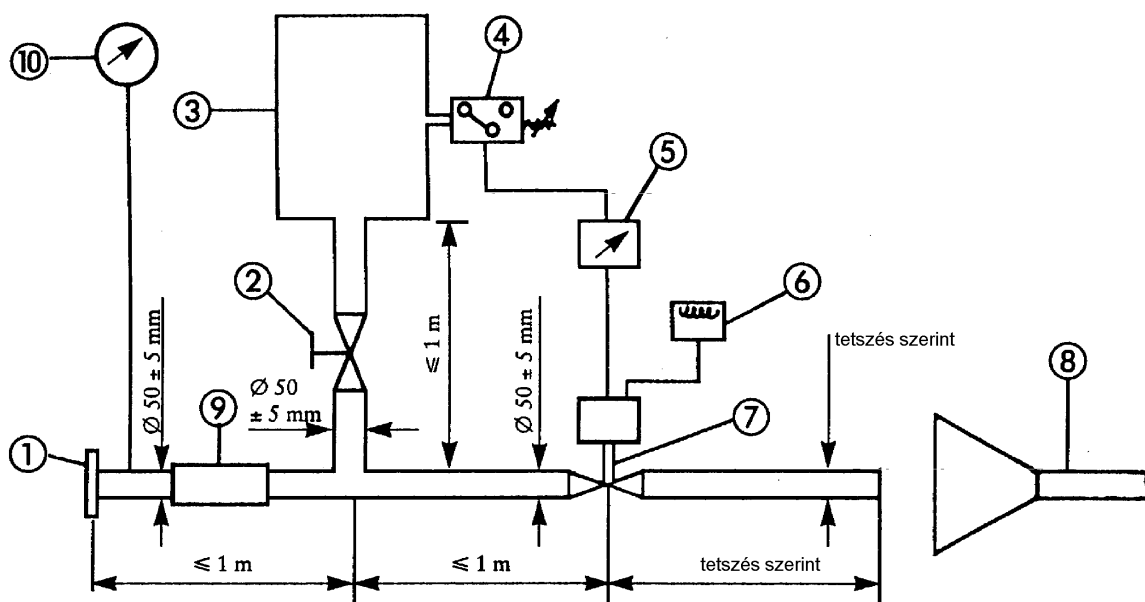 10
3
4
5
2
6
≤ 1 m
Ø 50 ± 5 mm
Ø 50 ± 5 mm
tetszés szerint
8
Ø 50
± 5 mm
9
7
1
≤ 1 m
≤ 1 m
tetszés szerint